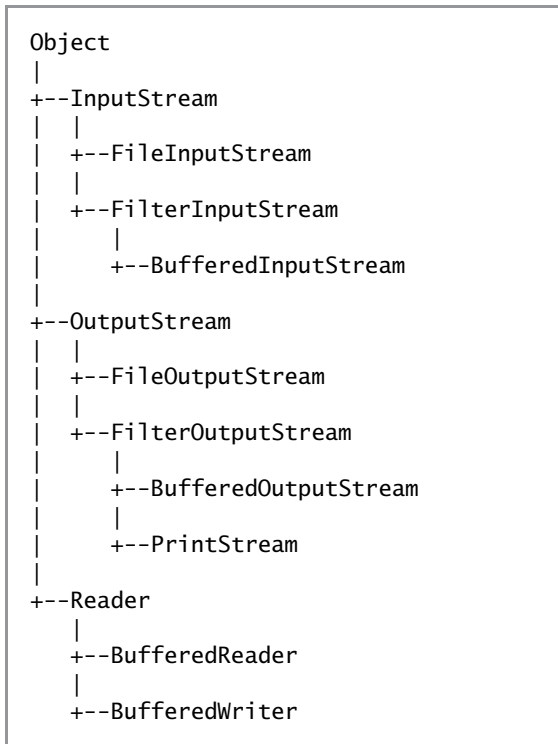 Object
|
+--InputStream
|  |
|  +--FileInputStream
|  |
|  +--FilterInputStream
|     |
|     +--BufferedInputStream
|
+--OutputStream
|  |
|  +--FileOutputStream
|  |
|  +--FilterOutputStream
|     |
|     +--BufferedOutputStream
|     |
|     +--PrintStream
|
+--Reader
   |
   +--BufferedReader
   |
   +--BufferedWriter